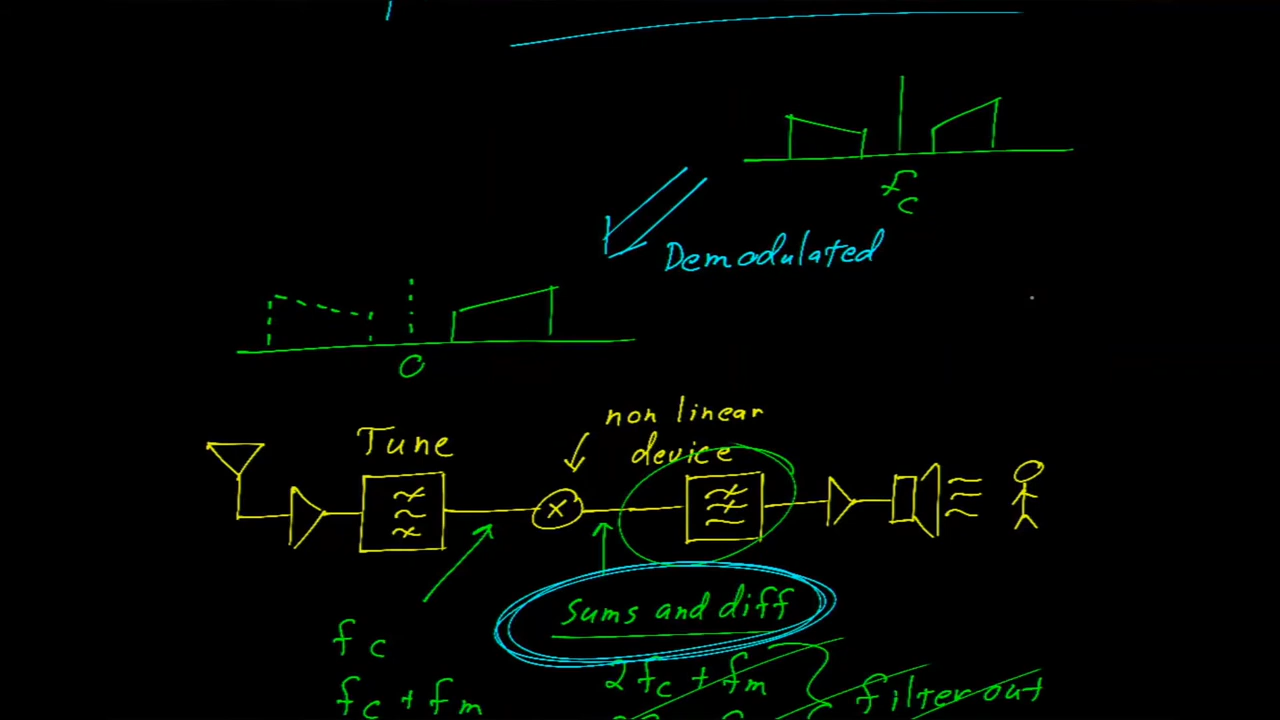 fc
Demodulated
0
non linear
device
Tune
X
sums and diff
fc
2fc + fm
fc + fm
filter out